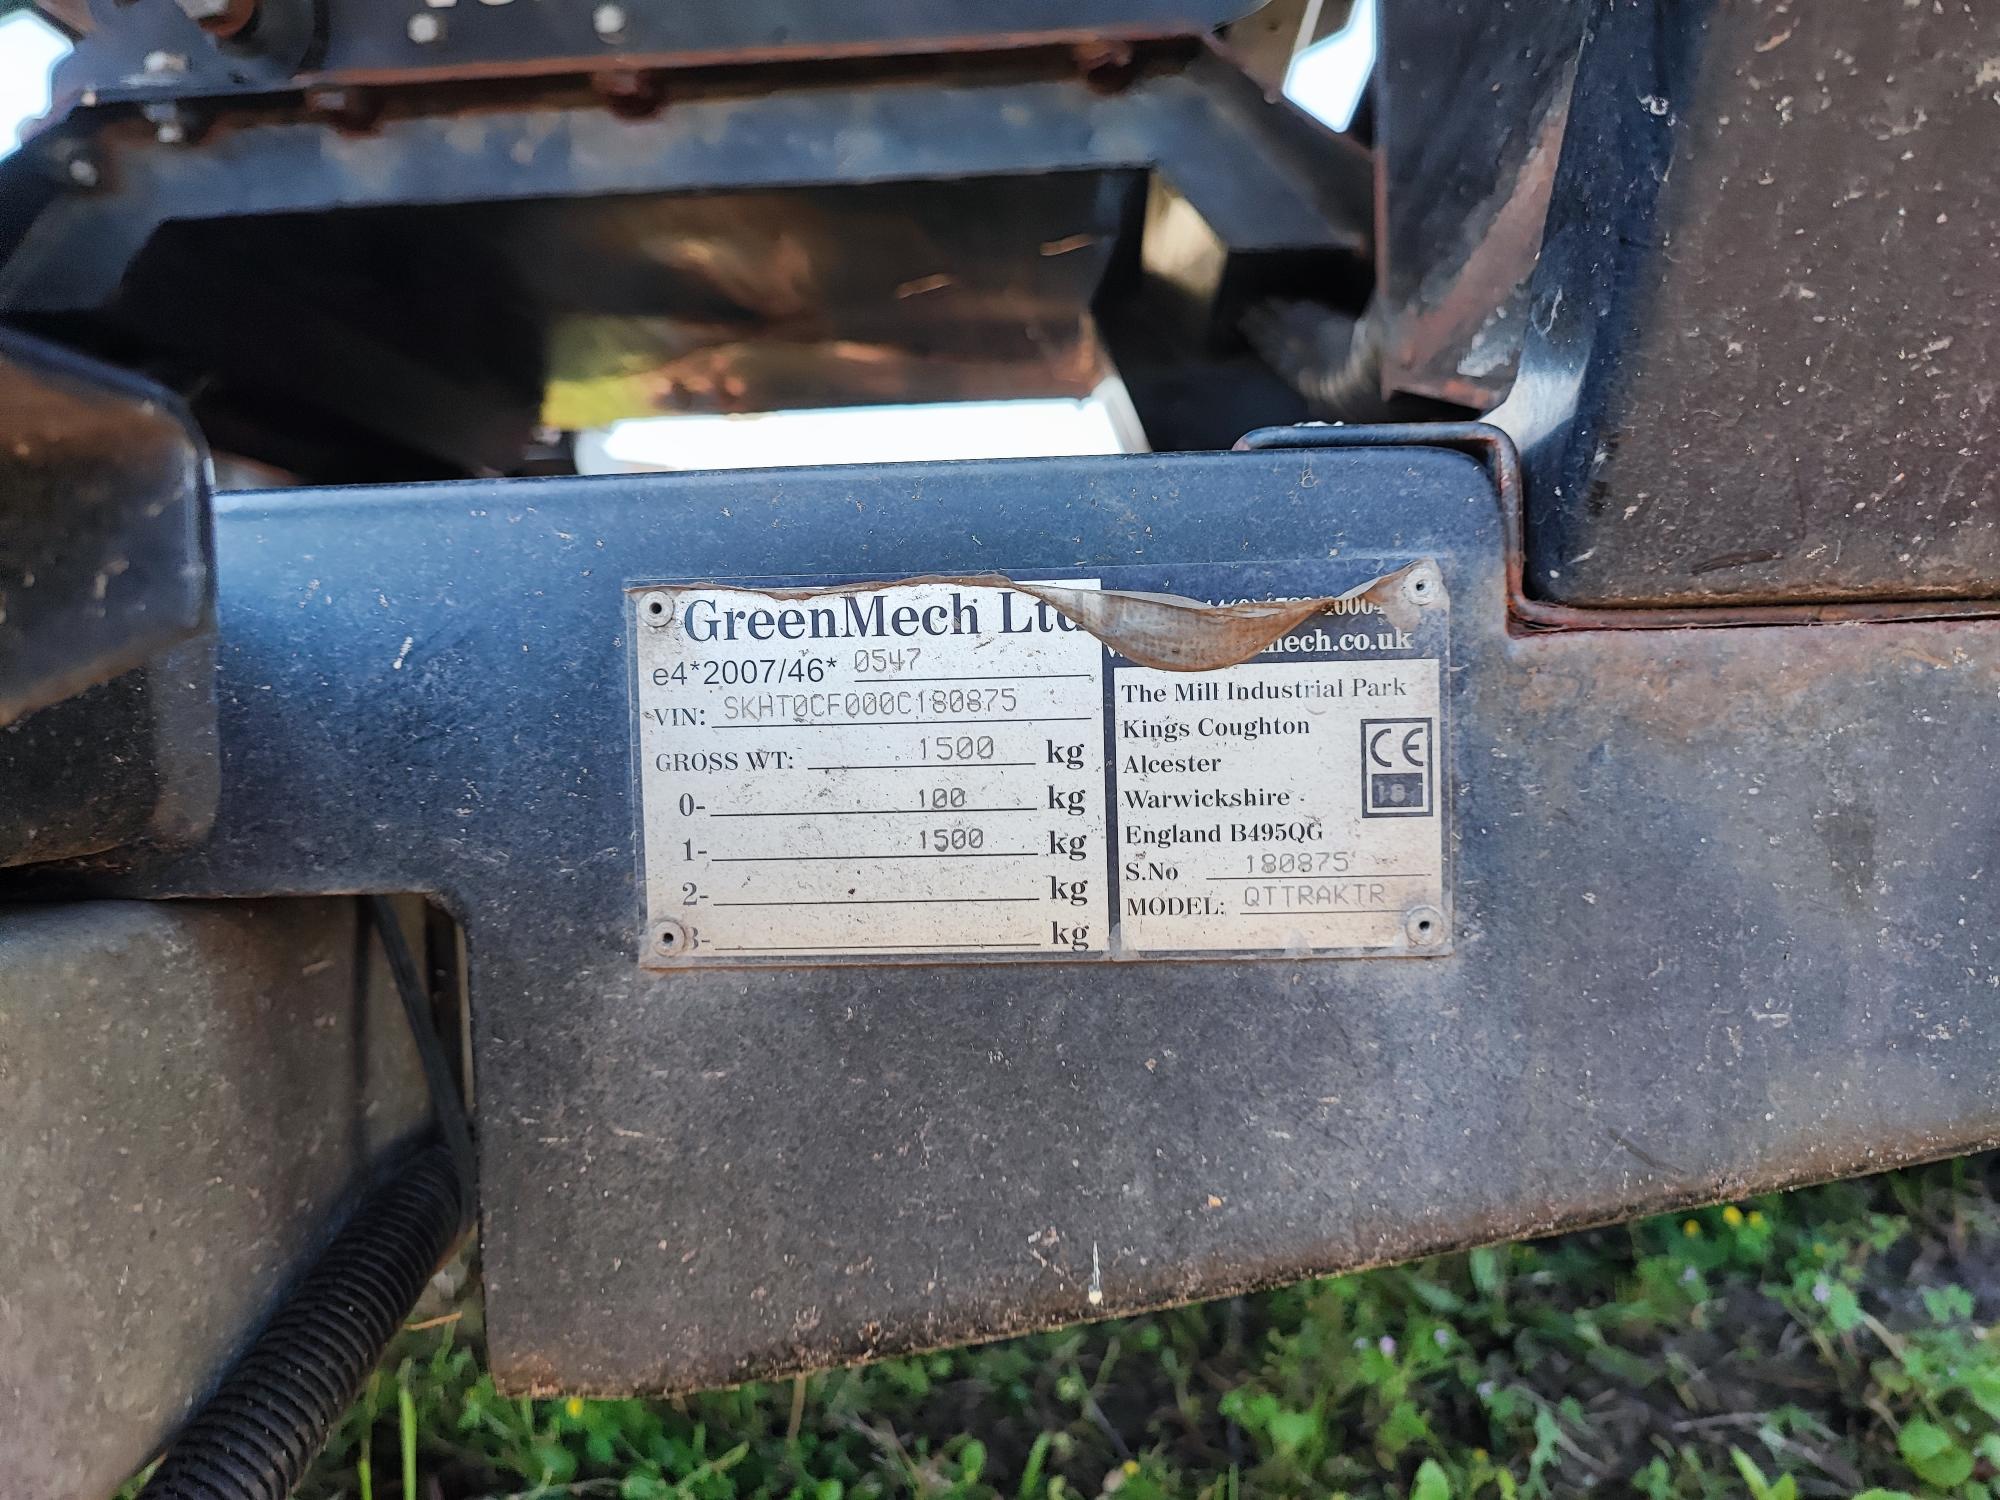 GreenMech Ltd
e4*2007/46* 0547
VIN: SKHT0CF000C180875
GROSS WT: 1500 kg
0- 100 kg
1- 1500 kg
2- kg
3- kg
mech.co.uk
The Mill Industrial Park
Kings Coughton
Alcester
Warwickshire
England B495QG
CE
S.No 180875
MODEL: QTTRAKTR